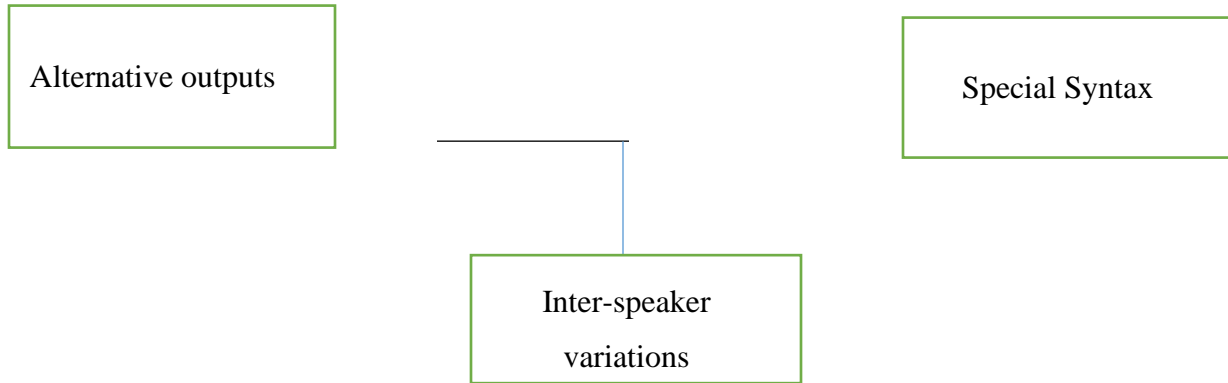 Alternative outputs
Special Syntax
Inter-speaker
variations